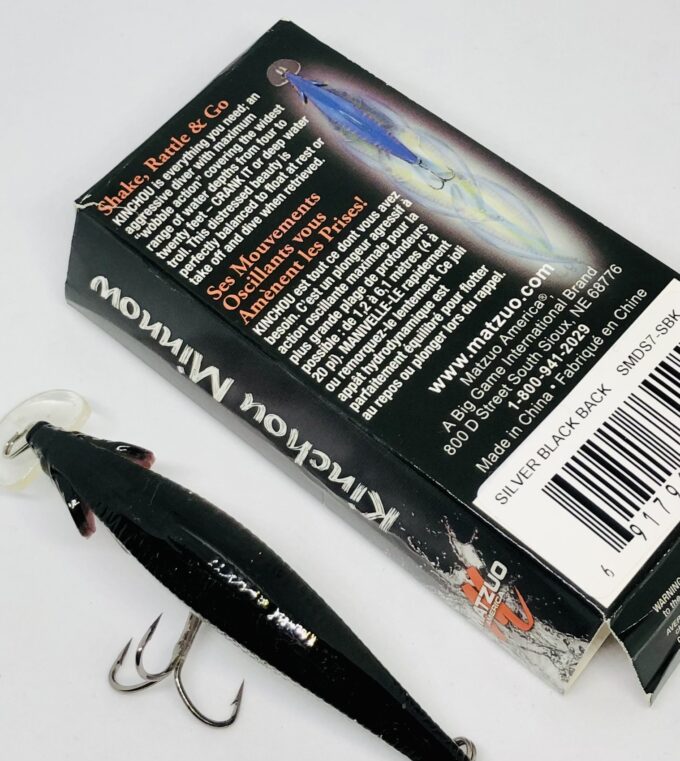 Shake, Rattle & Go
KINCHOU is everything you need; an
aggressive diver with maximum
"wobble action" covering the widest
range of water depths from four to
twenty feet - CRANK IT or deep water
troll This distressed beauty is
perfectly balanced to float at rest or
take off and dive when retrieved.
Ses Mouvements
Oscillants vous
Amènent les Prises!
KINCHOU est tout ce dont vous avez
besoin. C'est un plongeur agressif à
action oscillante maximale pour la
plus grande plage de profondeurs
possible, de 1,2 à 6,1 mètres (4 à
20 pi). MANIVELLE-LE rapidement
ou remorquez-le lentement. Ce joli
appât hydrodynamique est
parfaitement équilibré pour flotter
au repos ou plonger lors du rappel.
www.matzuo.com
Matzuo America®,
A Big Game International Brand
800 D Street South Sioux, NE 68776
1-800-941-2029
Made in China • Fabriqué en Chine
SILVER BLACK BACK SMDS7-SBK
6 9179
Kinchou Minnow
MATZUO
AMERICA
WARNING
to the